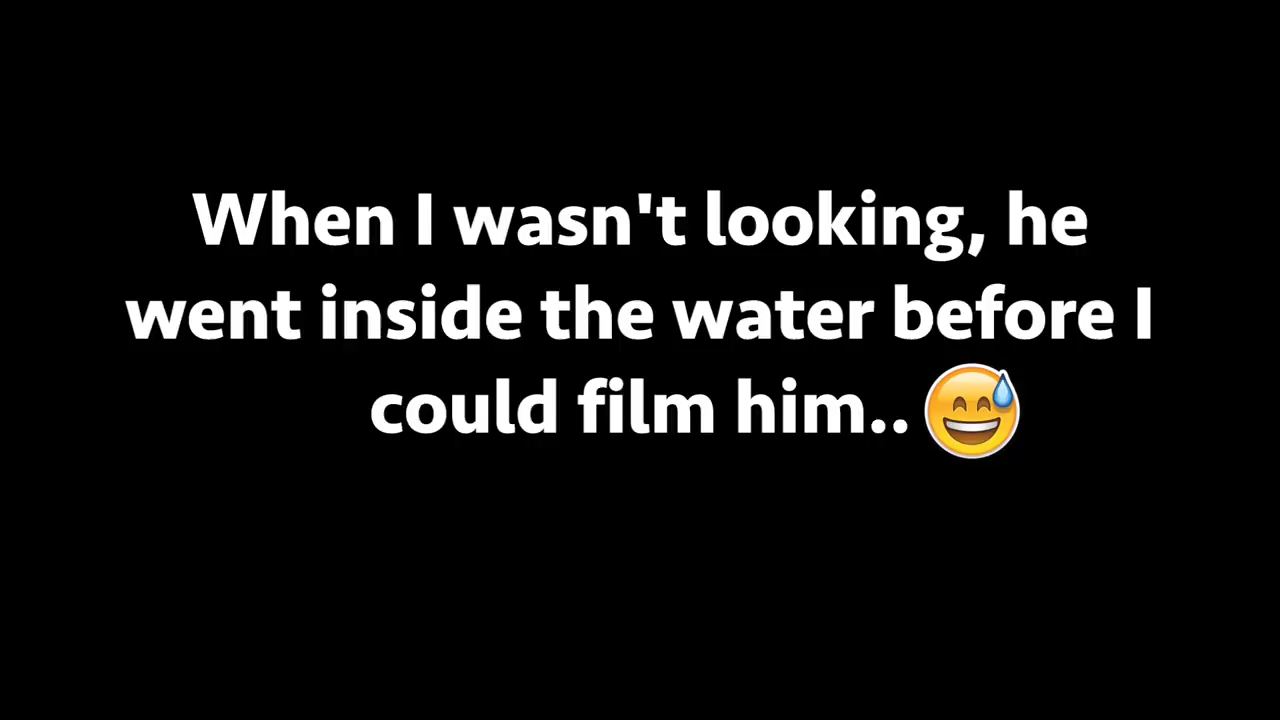 When I wasn't looking, he
went inside the water before I
could film him.. 😅